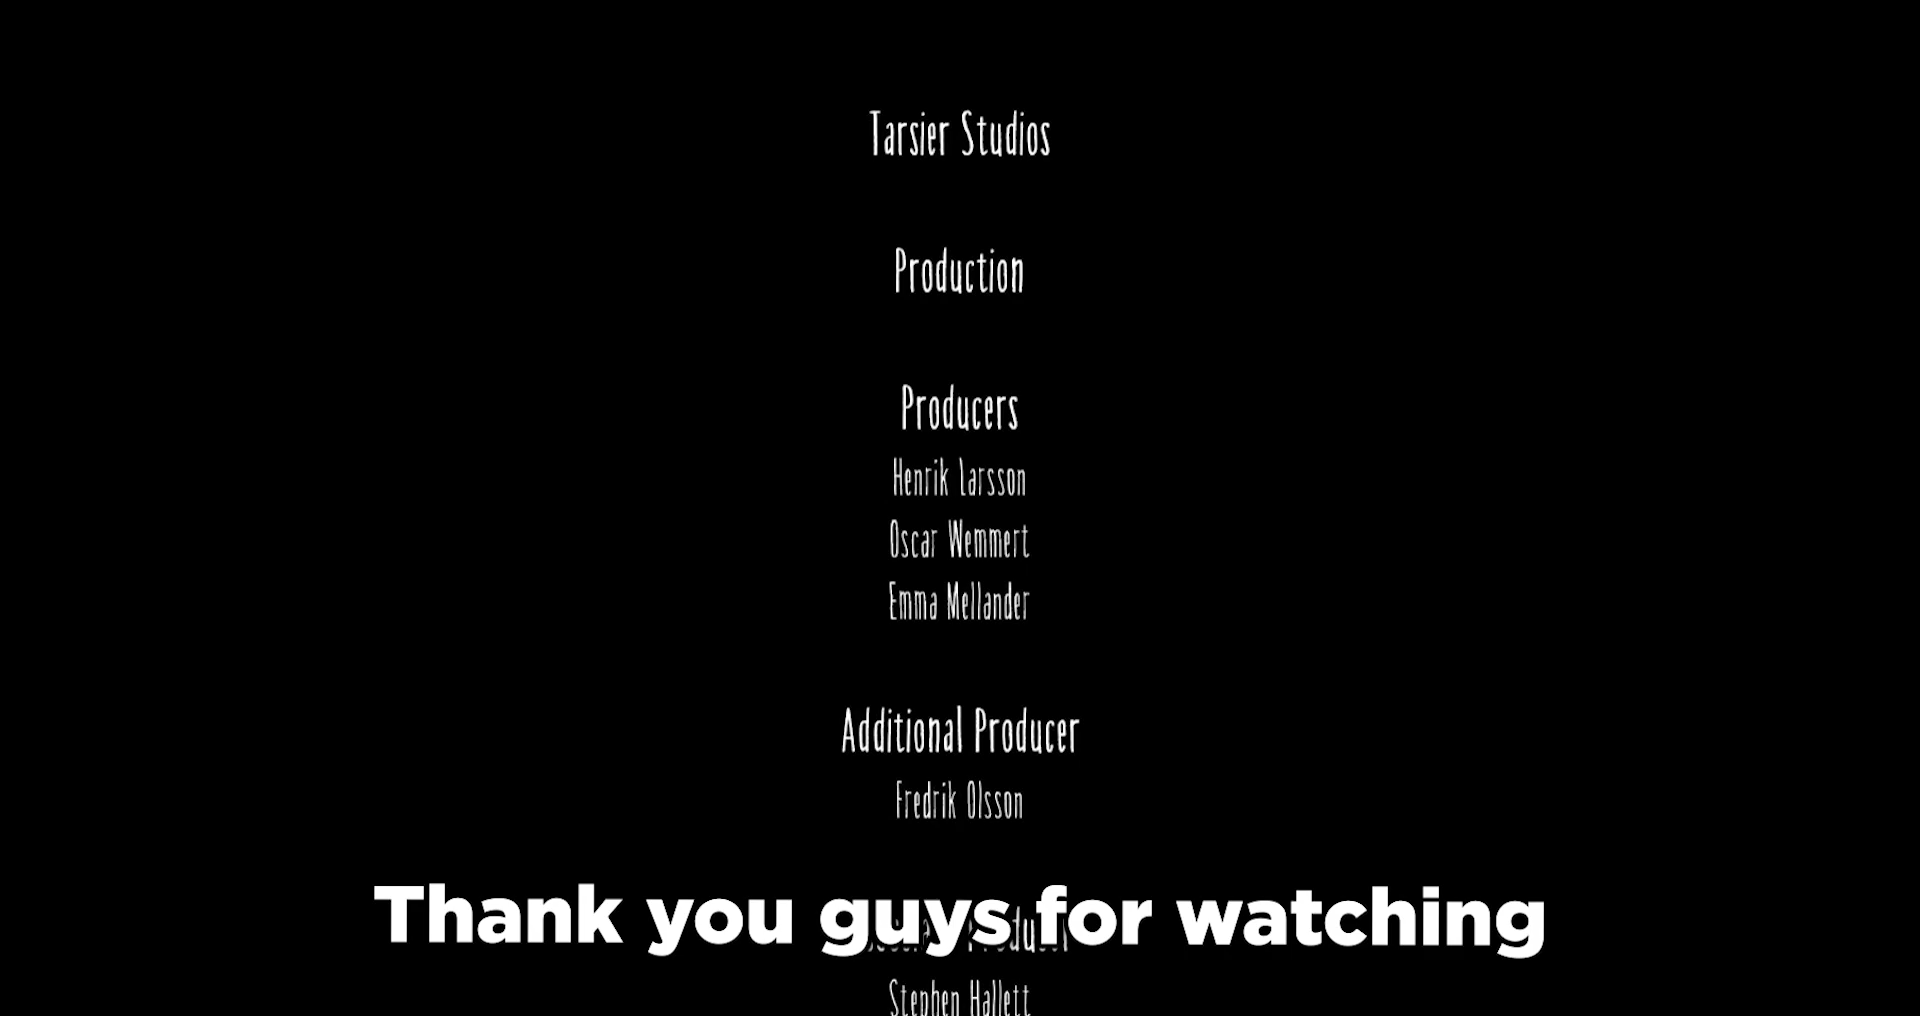 Tarsier Studios
Production
Producers
Henrik Larsson
Oscar Wemmert
Emma Mellander
Additional Producer
Fredrik Olsson
Thank you guys for watching
Stephen Hallett